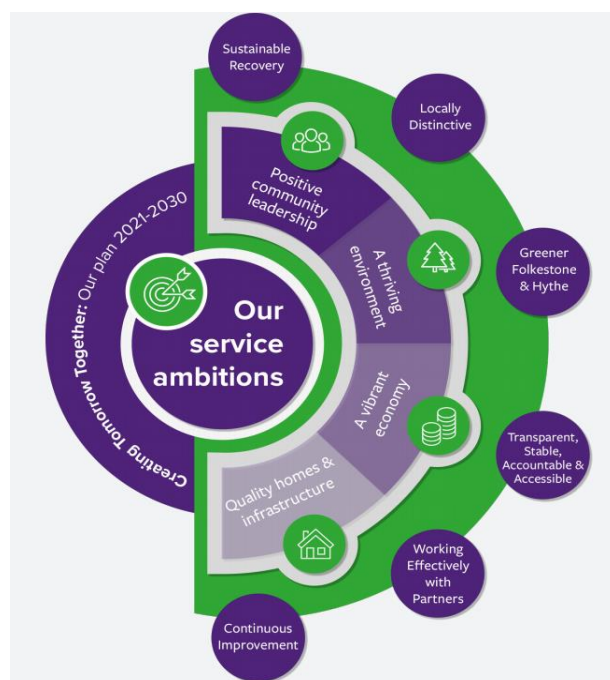 Sustainable
Recovery
Locally
Distinctive
Positive
community
leadership
Creating Tomorrow Together: Our plan 2021-2030
A thriving
environment
Greener
Folkestone
& Hythe
Our
service
ambitions
A vibrant
economy
Transparent,
Stable,
Accountable &
Accessible
Quality homes &
infrastructure
Working
Effectively
with
Partners
Continuous
Improvement